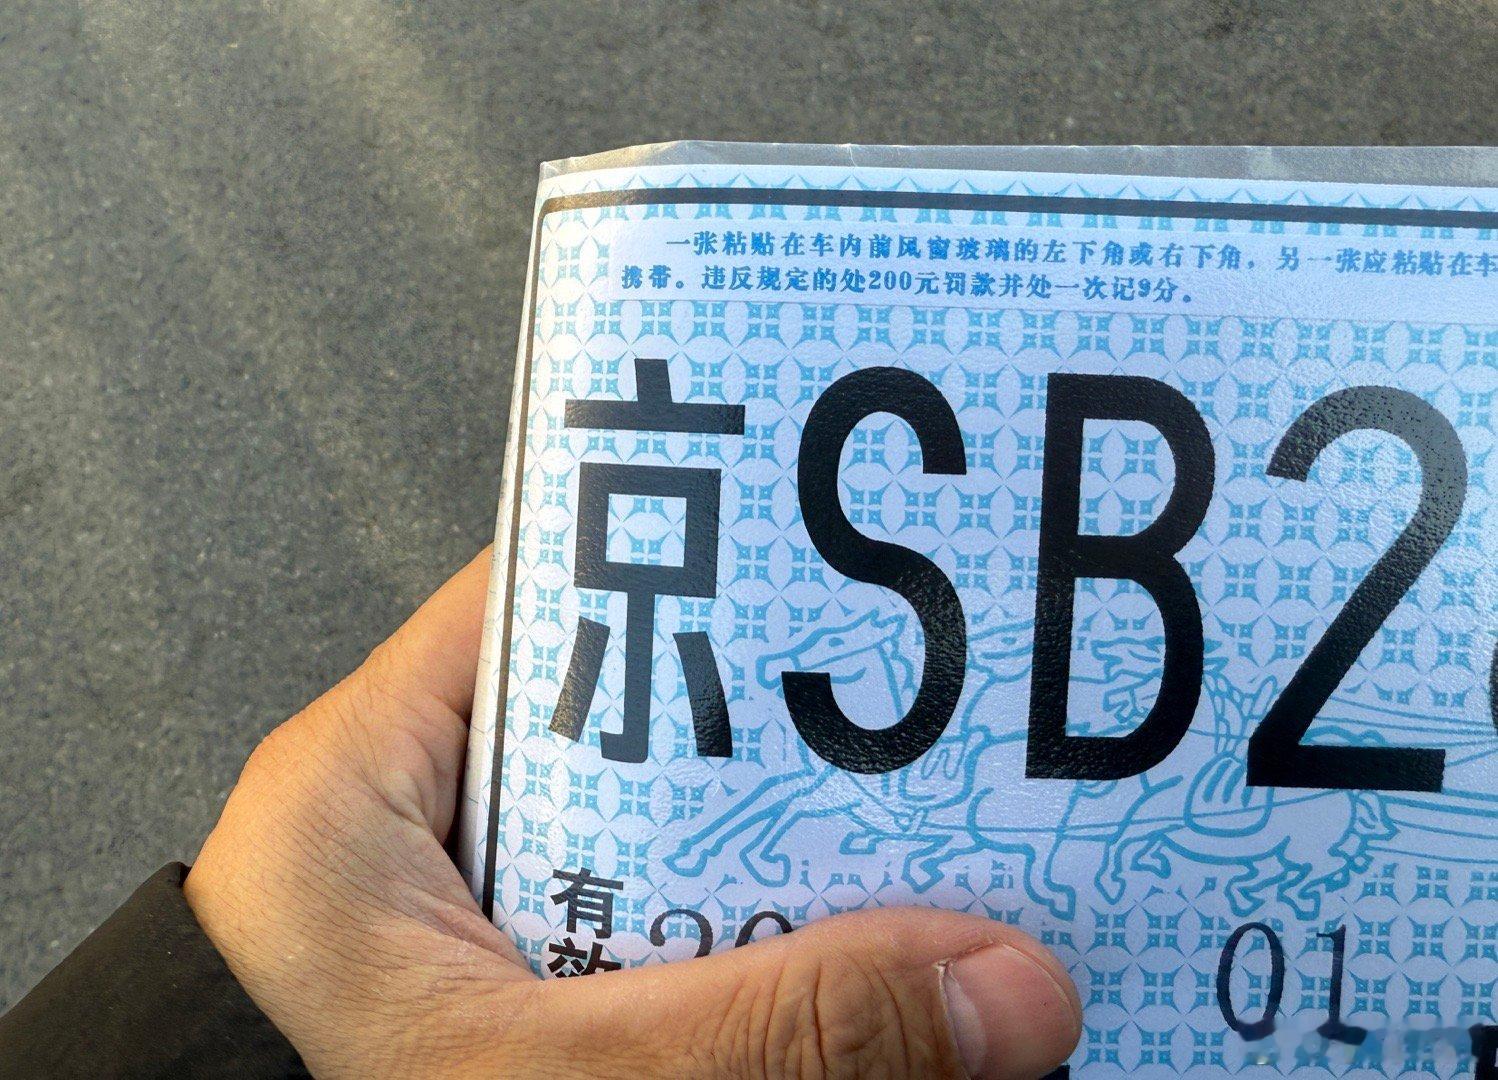 一张粘贴在车内前风窗玻璃的左下角或右下角，另一张应粘贴在车
携带。违反规定的处200元罚款并处一次记9分。
京SB2
有效 20 01